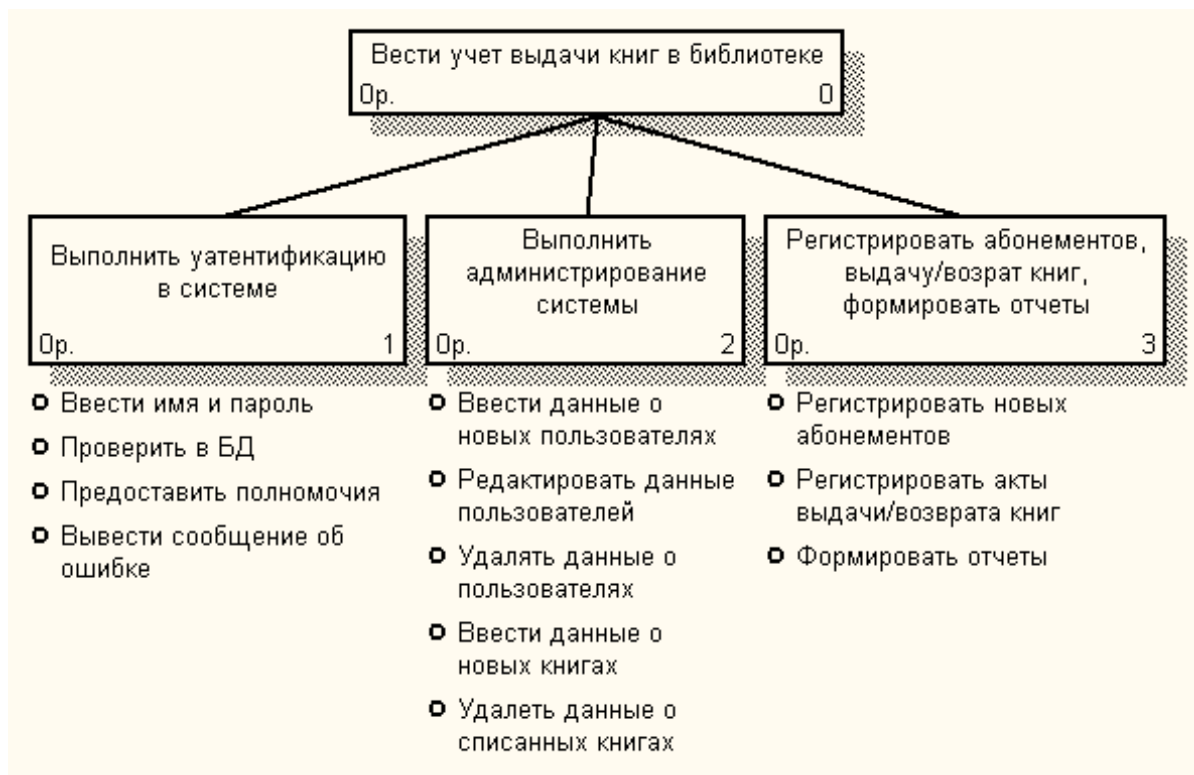 Вести учет выдачи книг в библиотеке
0р. 0
Выполнить уатентификацию
в системе
0р. 1
Выполнить
администрирование
системы
0р. 2
Регистрировать абонементов,
выдачу/возрат книг,
формировать отчеты
0р. 3
Ввести имя и пароль
Проверить в БД
Предоставить полномочия
Вывести сообщение об
ошибке
Ввести данные о
новых пользователях
Редактировать данные
пользователей
Удалять данные о
пользователях
Ввести данные о
новых книгах
Удалеть данные о
списанных книгах
Регистрировать новых
абонементов
Регистрировать акты
выдачи/возврата книг
Формировать отчеты